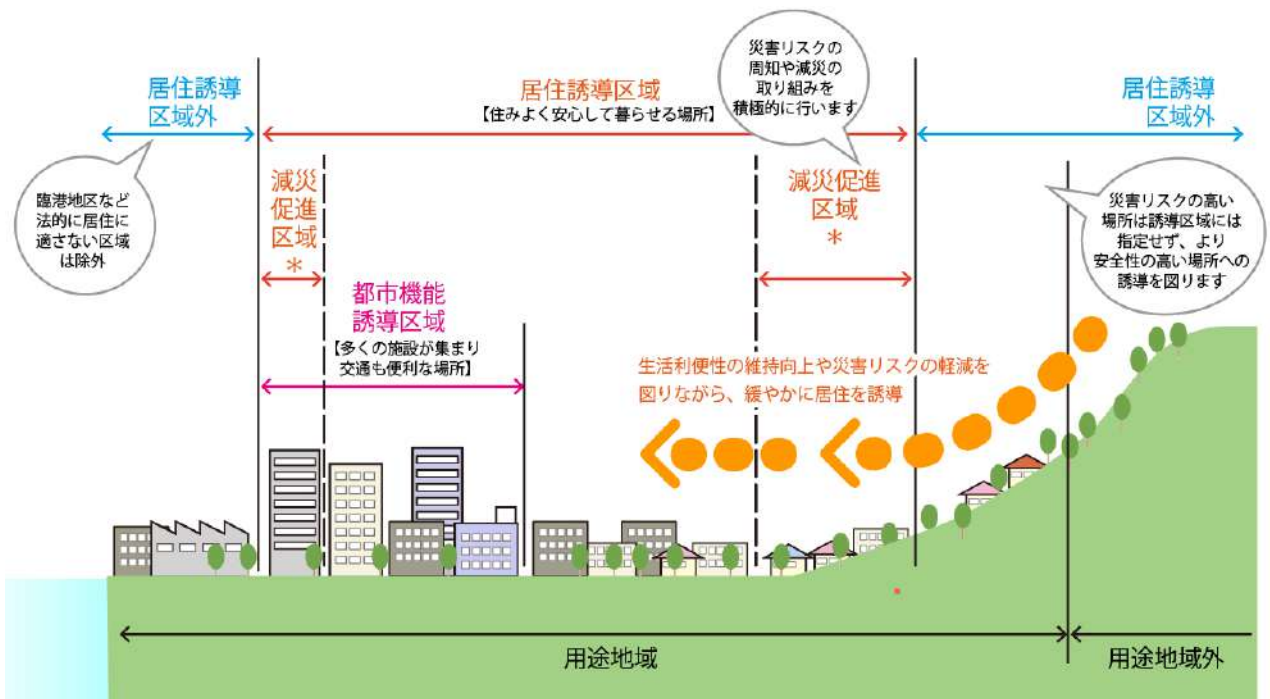 居住誘導
区域外
居住誘導区域
【住みよく安心して暮らせる場所】
災害リスクの
周知や減災の
取り組みを
積極的に行います
居住誘導
区域外
臨港地区など
法的に居住に
適さない区域
は除外
減災
促進
区域
＊
減災促進
区域
＊
災害リスクの高い
場所は誘導区域には
指定せず、より
安全性の高い場所への
誘導を図ります
都市機能
誘導区域
【多くの施設が集まり
交通も便利な場所】
生活利便性の維持向上や災害リスクの軽減を
図りながら、緩やかに居住を誘導
用途地域
用途地域外